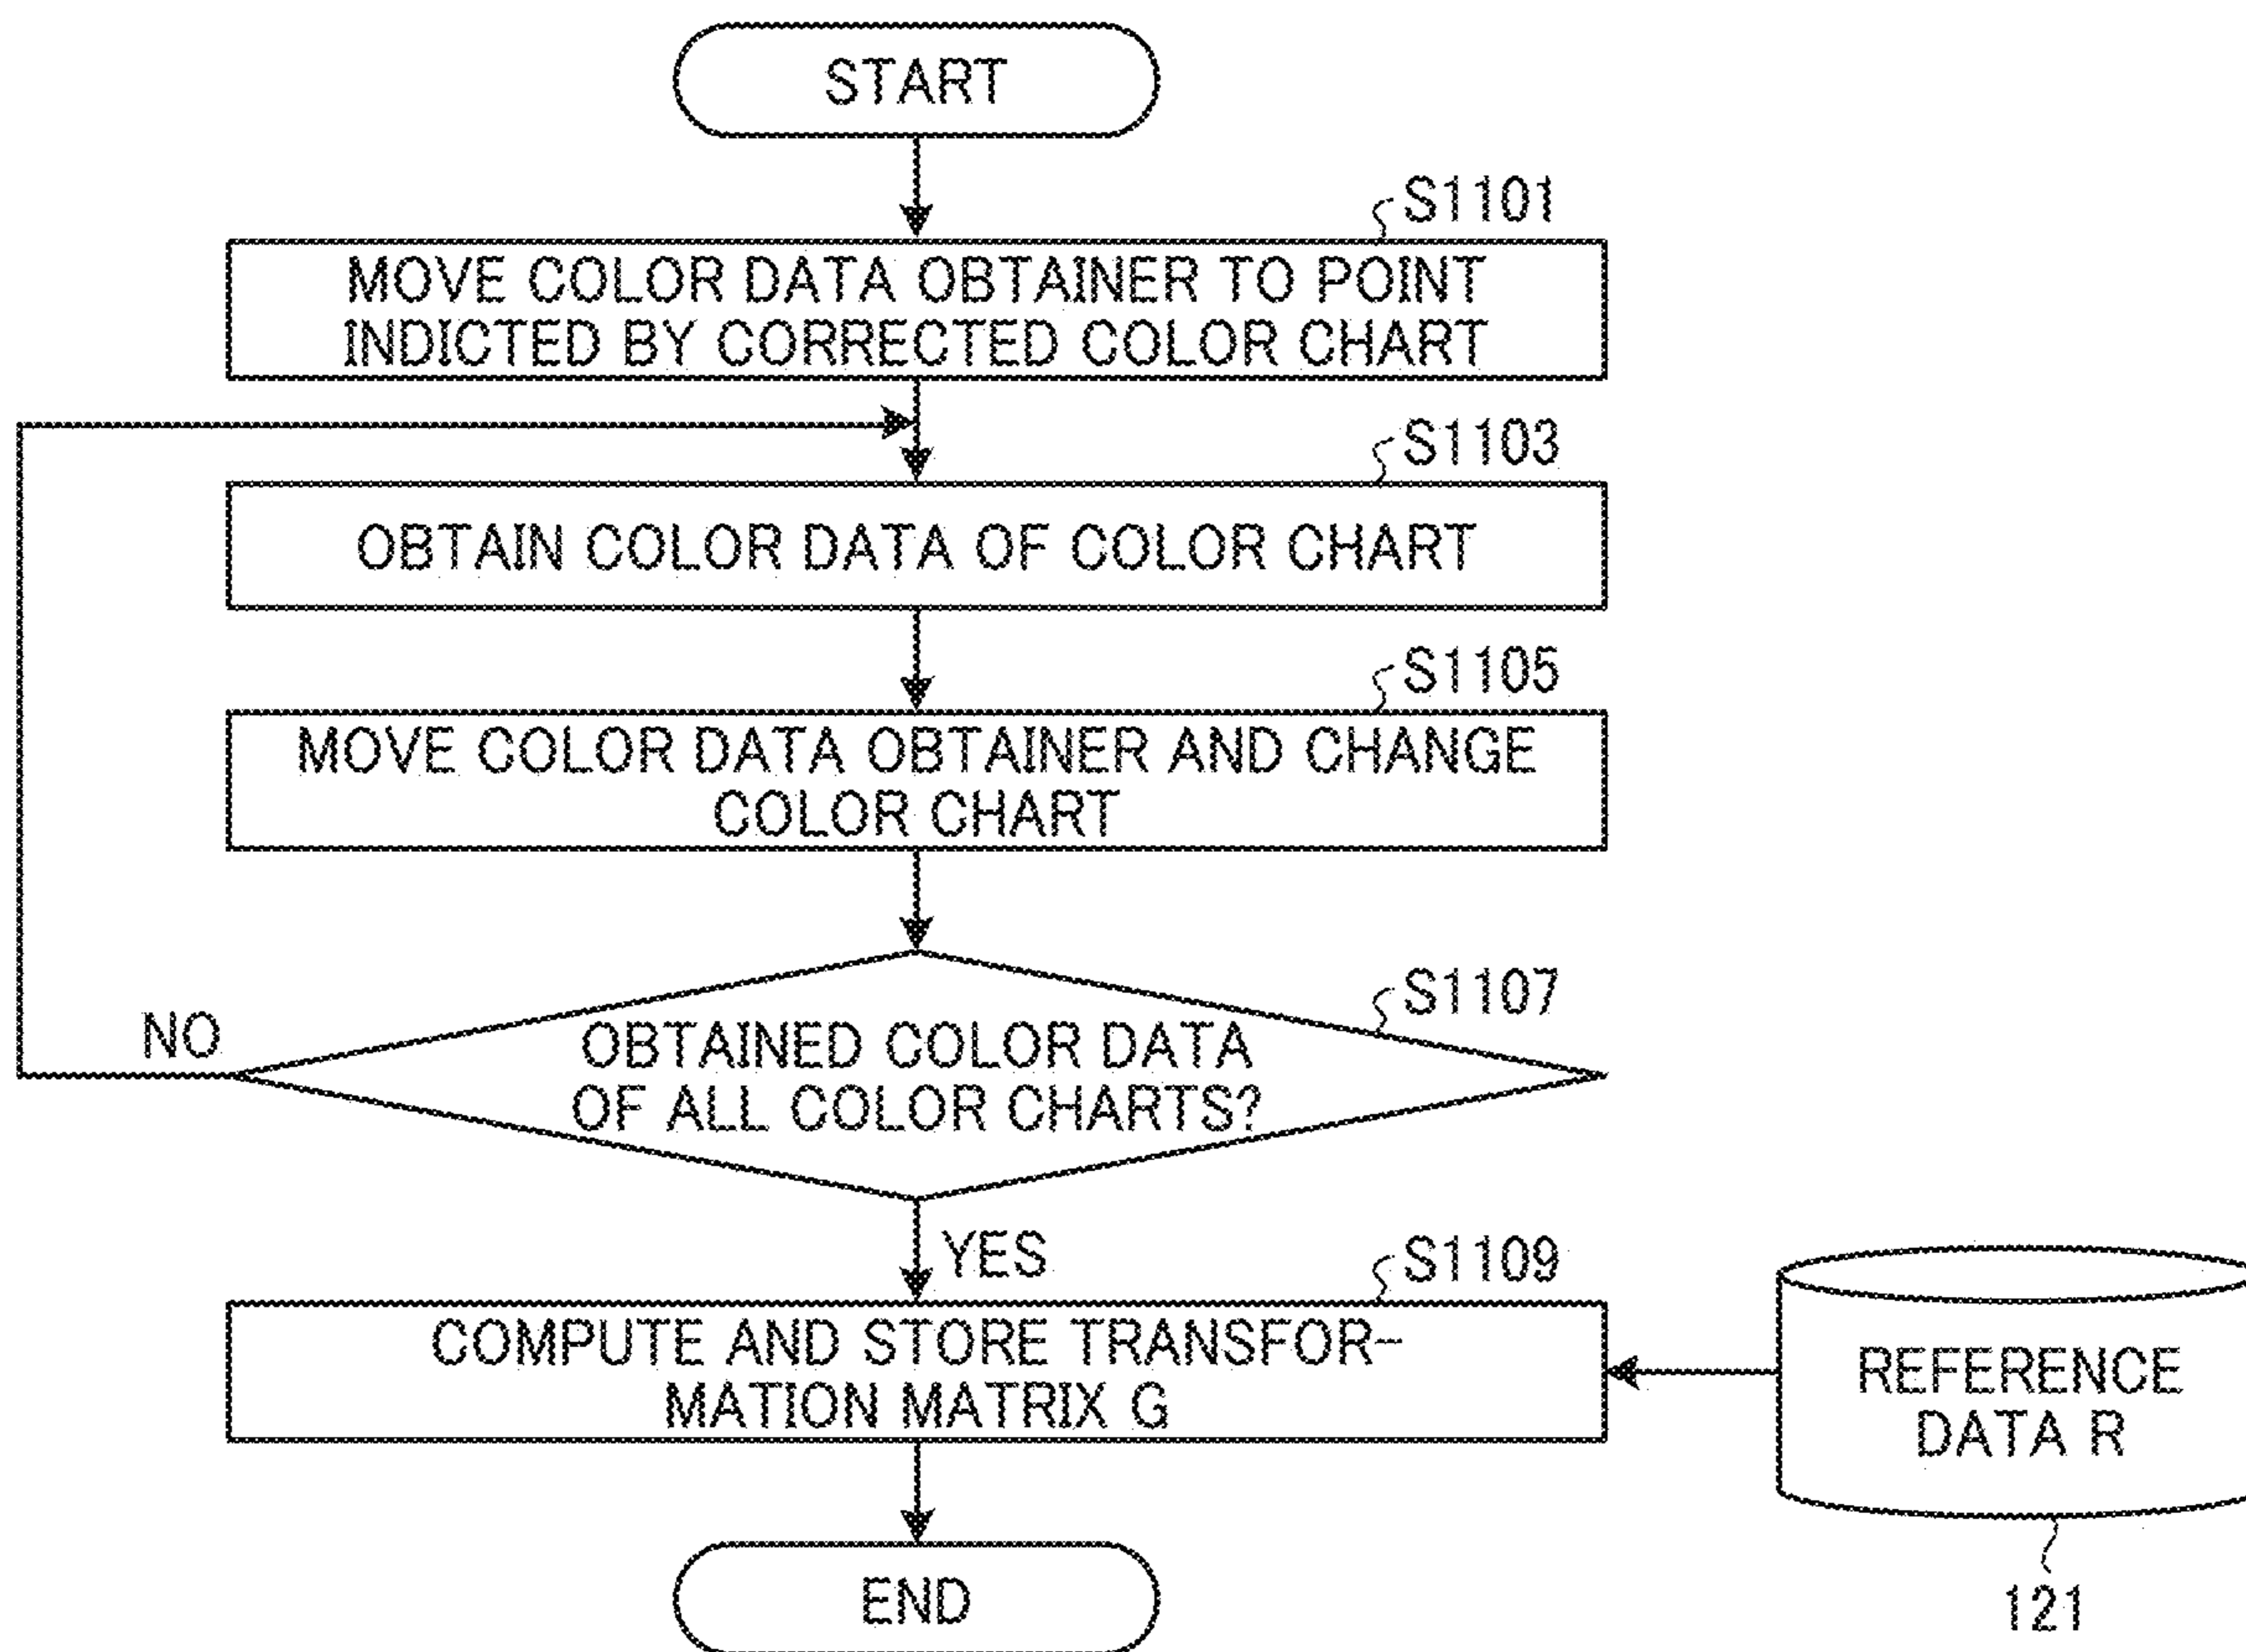 START
S1101
MOVE COLOR DATA OBTAINER TO POINT
INDICTED BY CORRECTED COLOR CHART
S1103
OBTAIN COLOR DATA OF COLOR CHART
S1105
MOVE COLOR DATA OBTAINER AND CHANGE
COLOR CHART
S1107
NO
OBTAINED COLOR DATA
OF ALL COLOR CHARTS?
YES
S1109
COMPUTE AND STORE TRANSFOR-
MATION MATRIX G
REFERENCE
DATA R
END
121